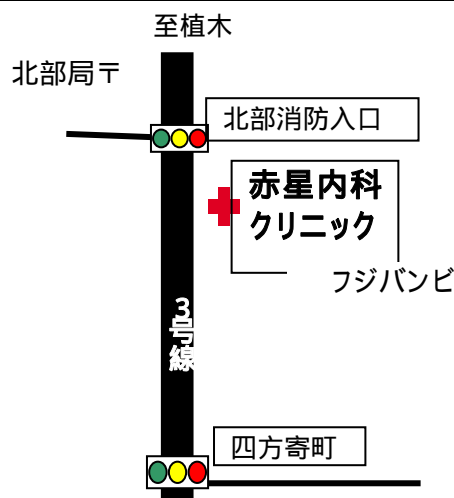 至植木
北部局〒
北部消防入口
赤星内科
クリニック
フジバンビ
3号線
四方寄町